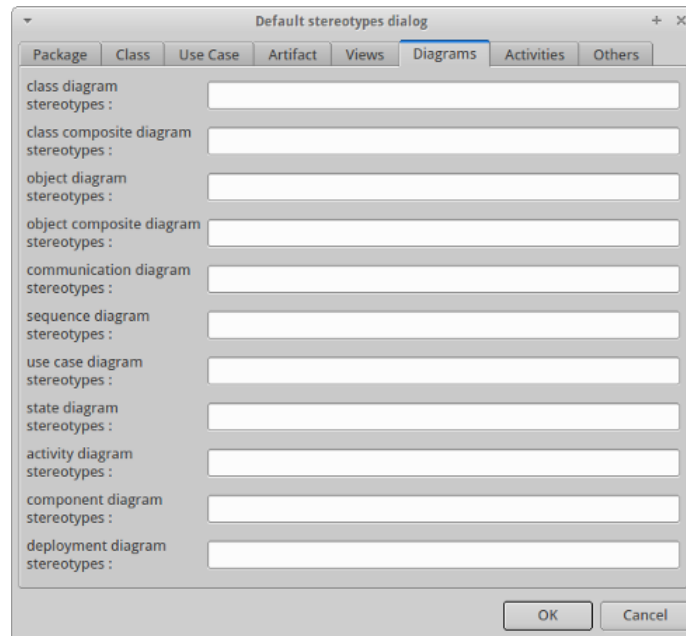 Default stereotypes dialog
Package Class Use Case Artifact Views Diagrams Activities Others
class diagram
stereotypes :
class composite diagram
stereotypes :
object diagram
stereotypes :
object composite diagram
stereotypes :
communication diagram
stereotypes :
sequence diagram
stereotypes :
use case diagram
stereotypes :
state diagram
stereotypes :
activity diagram
stereotypes :
component diagram
stereotypes :
deployment diagram
stereotypes :
OK Cancel